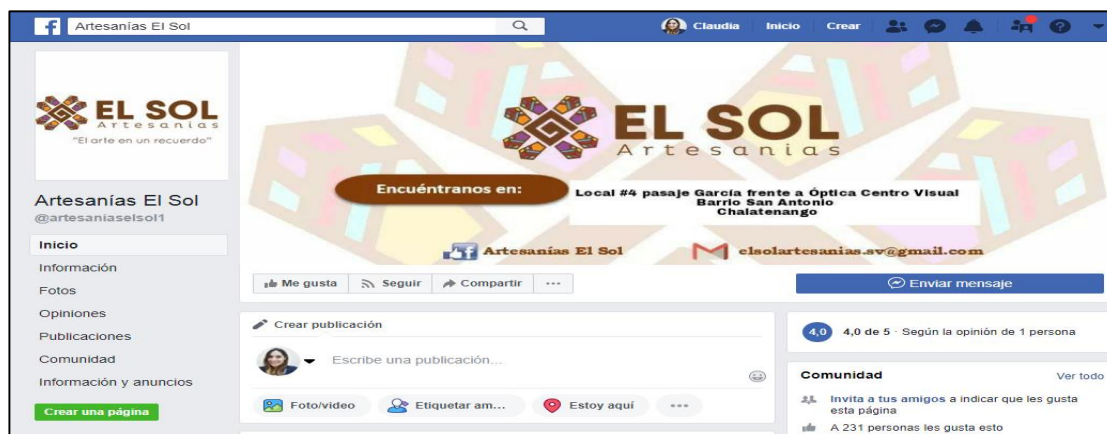 Artesanías El Sol
Claudia Inicio Crear
EL SOL
Artesanías
"El arte en un recuerdo"
Artesanías El Sol
@artesaniaselsol1
Inicio
Información
Fotos
Opiniones
Publicaciones
Comunidad
Información y anuncios
Crear una página
EL SOL
Artesanías
Encuéntranos en:
Local #4 pasaje García frente a Óptica Centro Visual
Barrio San Antonio
Chalatenango
Artesanías El Sol
elsolartesanias.sv@gmail.com
Me gusta Seguir Compartir ...
Enviar mensaje
Crear publicación
Escribe una publicación...
Foto/video Etiquetar am... Estoy aquí ...
4,0 4,0 de 5 · Según la opinión de 1 persona
Comunidad Ver todo
Invita a tus amigos a indicar que les gusta
esta página
A 231 personas les gusta esto